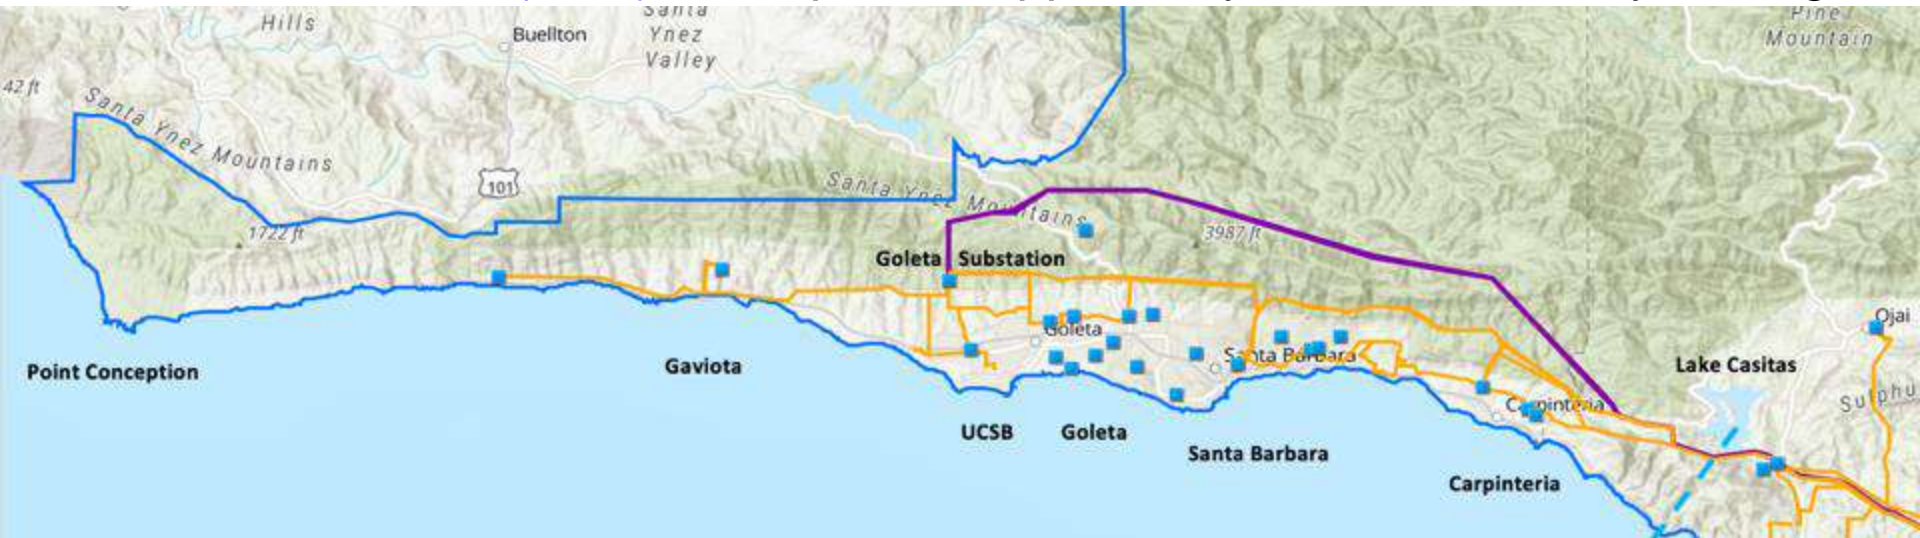 Hills
Buellton
Santa
Ynez
Valley
Pine
Mountain
42 ft
Santa Ynez Mountains
101
Santa Ynez Mountains
1722 ft
3987 ft
Goleta Substation
Goleta
Santa Barbara
Ojai
Point Conception
Gaviota
Lake Casitas
Sulphu
Carpinteria
UCSB
Goleta
Santa Barbara
Carpinteria